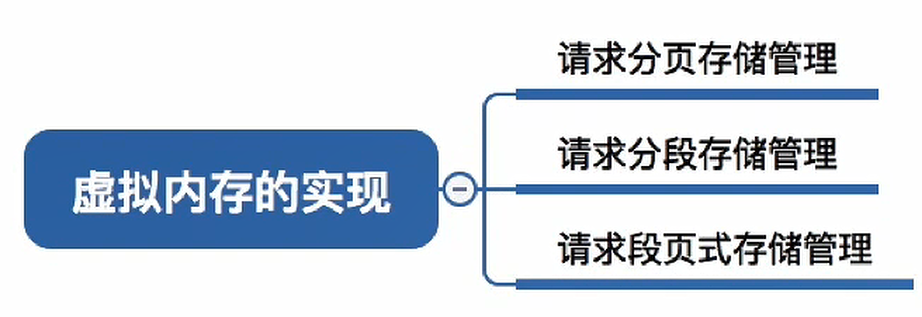 虚拟内存的实现
请求分页存储管理
请求分段存储管理
请求段页式存储管理